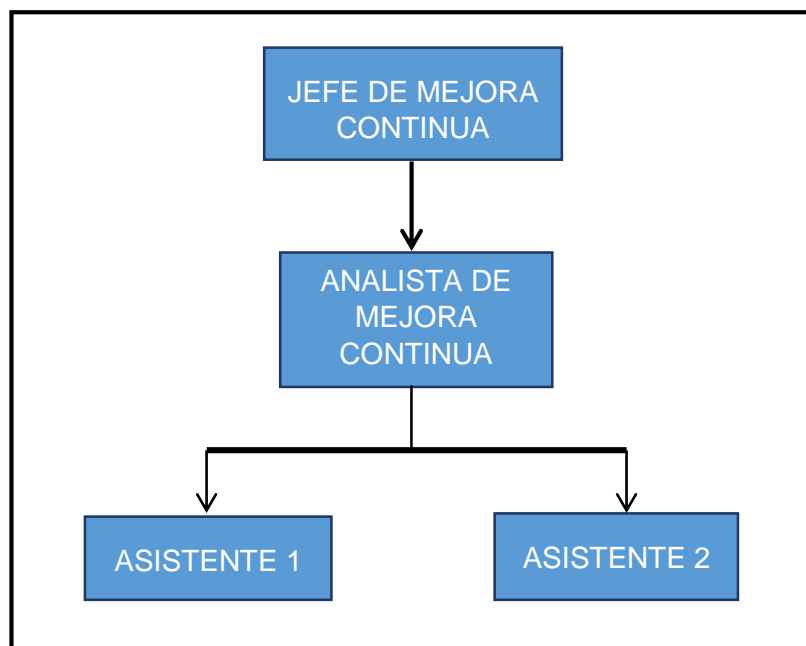 JEFE DE MEJORA
CONTINUA
ANALISTA DE
MEJORA
CONTINUA
ASISTENTE 1
ASISTENTE 2